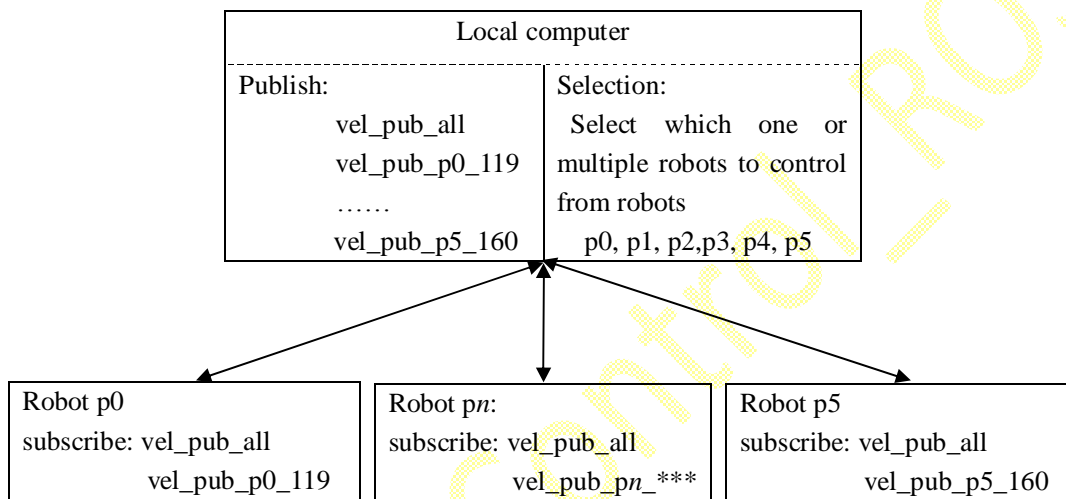 Local computer
Publish:
vel_pub_all
vel_pub_p0_119
……
vel_pub_p5_160
Selection:
Select which one or
multiple robots to control
from robots
p0, p1, p2,p3, p4, p5
Robot p0
subscribe: vel_pub_all
vel_pub_p0_119
Robot pn:
subscribe: vel_pub_all
vel_pub_pn_***
Robot p5
subscribe: vel_pub_all
vel_pub_p5_160
Control_Ro